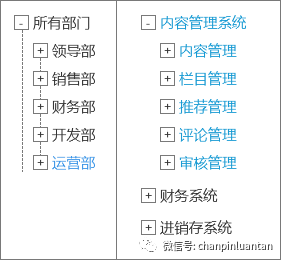 所有部门
领导部
销售部
财务部
开发部
运营部
内容管理系统
内容管理
栏目管理
推荐管理
评论管理
审核管理
财务系统
进销存系统
微信号: chanpinluantan